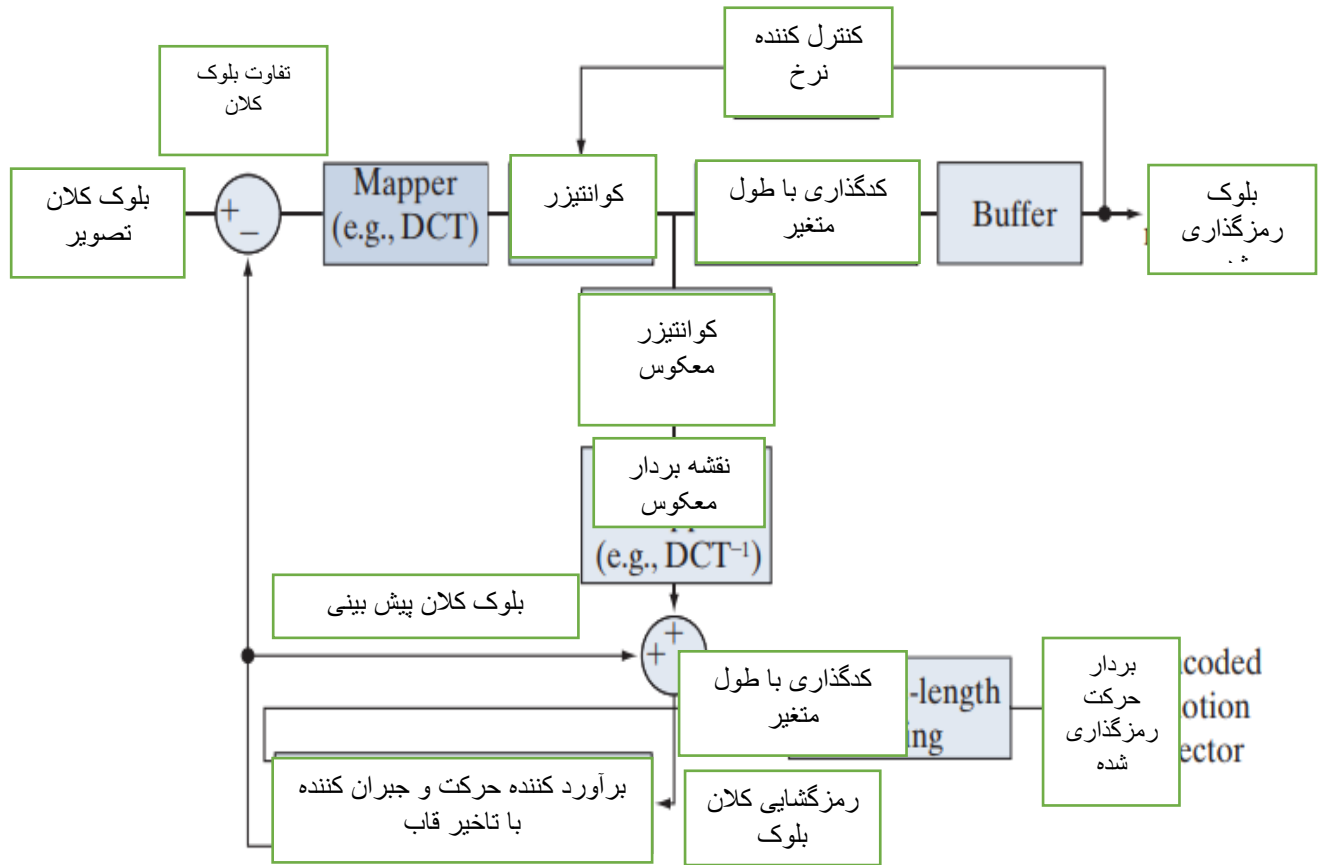 کنترل کننده
نرخ
تفاوت بلوک
کلان
بلوک کلان
تصویر
+
−
Mapper
(e.g., DCT)
کوانتیزر
کدگذاری با طول
متغیر
Buffer
بلوک
رمزگذاری
کوانتیزر
معکوس
نقشه بردار
معکوس
(e.g., DCT⁻¹)
بلوک کلان پیش بینی
+
+
کدگذاری با طول
متغیر
-length
بردار
حرکت
رمزگذاری
شده
coded
otion
ector
برآورد کننده حرکت و جبران کننده
با تاخیر قاب
رمزگشایی کلان
بلوک